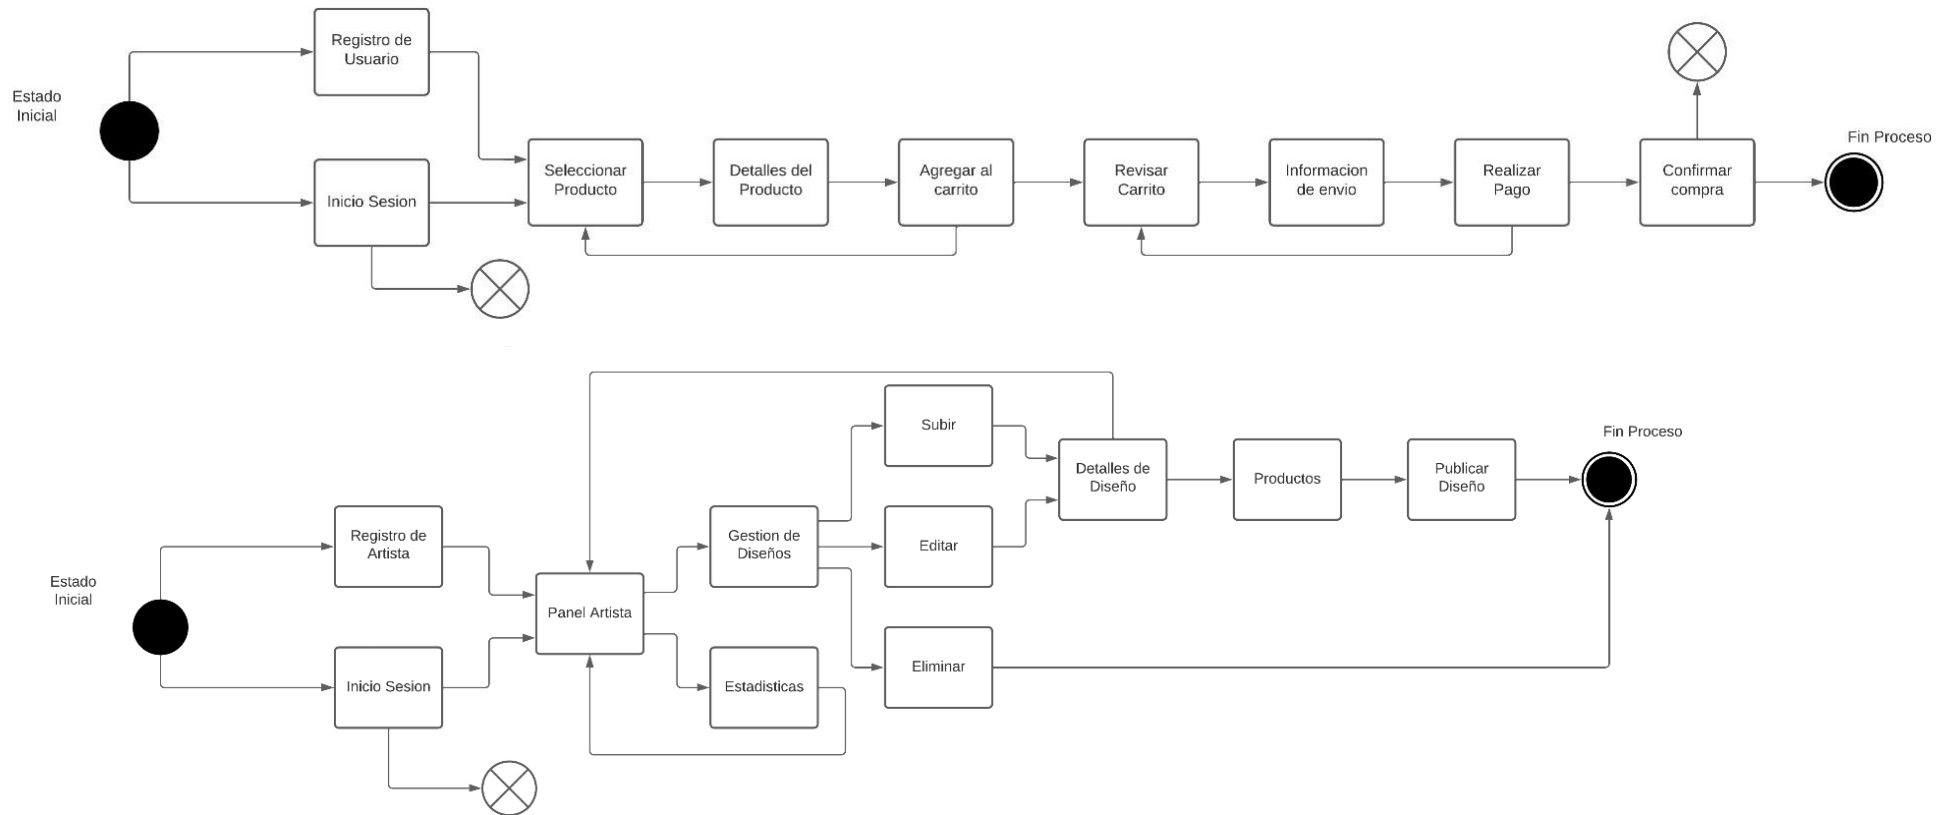 Estado
Inicial
Registro de
Usuario
Inicio Sesion
Seleccionar
Producto
Detalles del
Producto
Agregar al
carrito
Revisar
Carrito
Informacion
de envio
Realizar
Pago
Confirmar
compra
Fin Proceso
Estado
Inicial
Registro de
Artista
Inicio Sesion
Panel Artista
Gestion de
Diseños
Estadisticas
Subir
Editar
Eliminar
Detalles de
Diseño
Productos
Publicar
Diseño
Fin Proceso